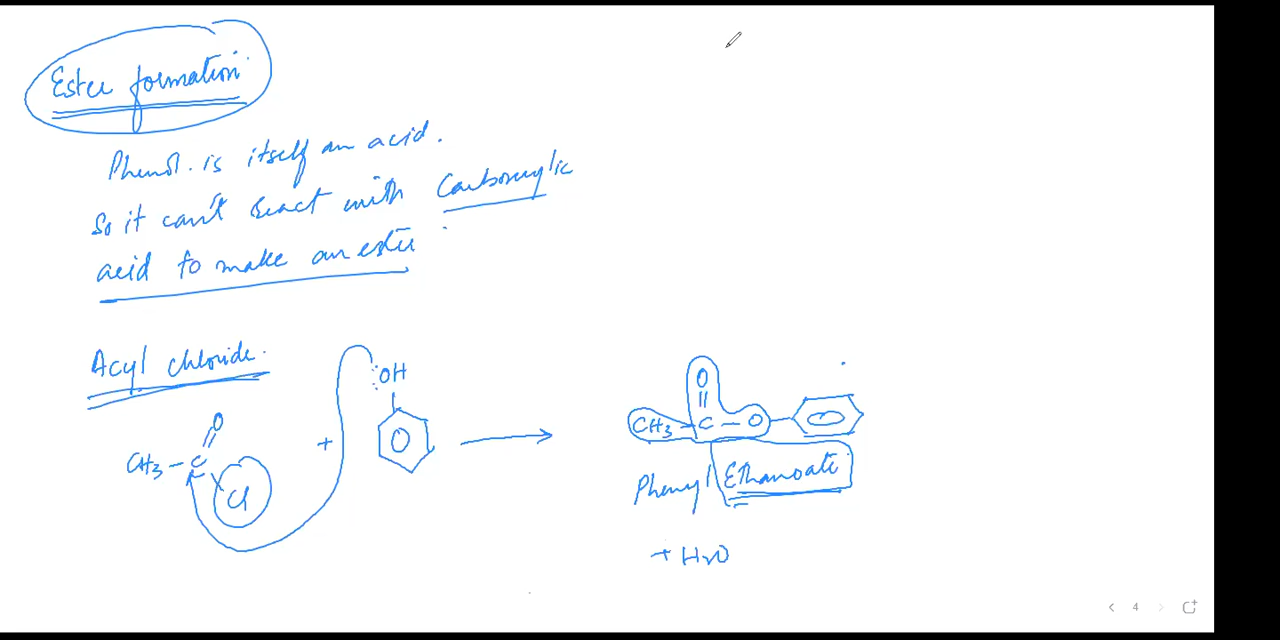 Ester formation
Phenol is itself an acid.
So it can't react with Carboxylic
acid to make an ester
Acyl chloride.
O
CH3 - C
Cl
+
OH
O
CH3 - C - O
Phenyl Ethanoate
+ H2O
4